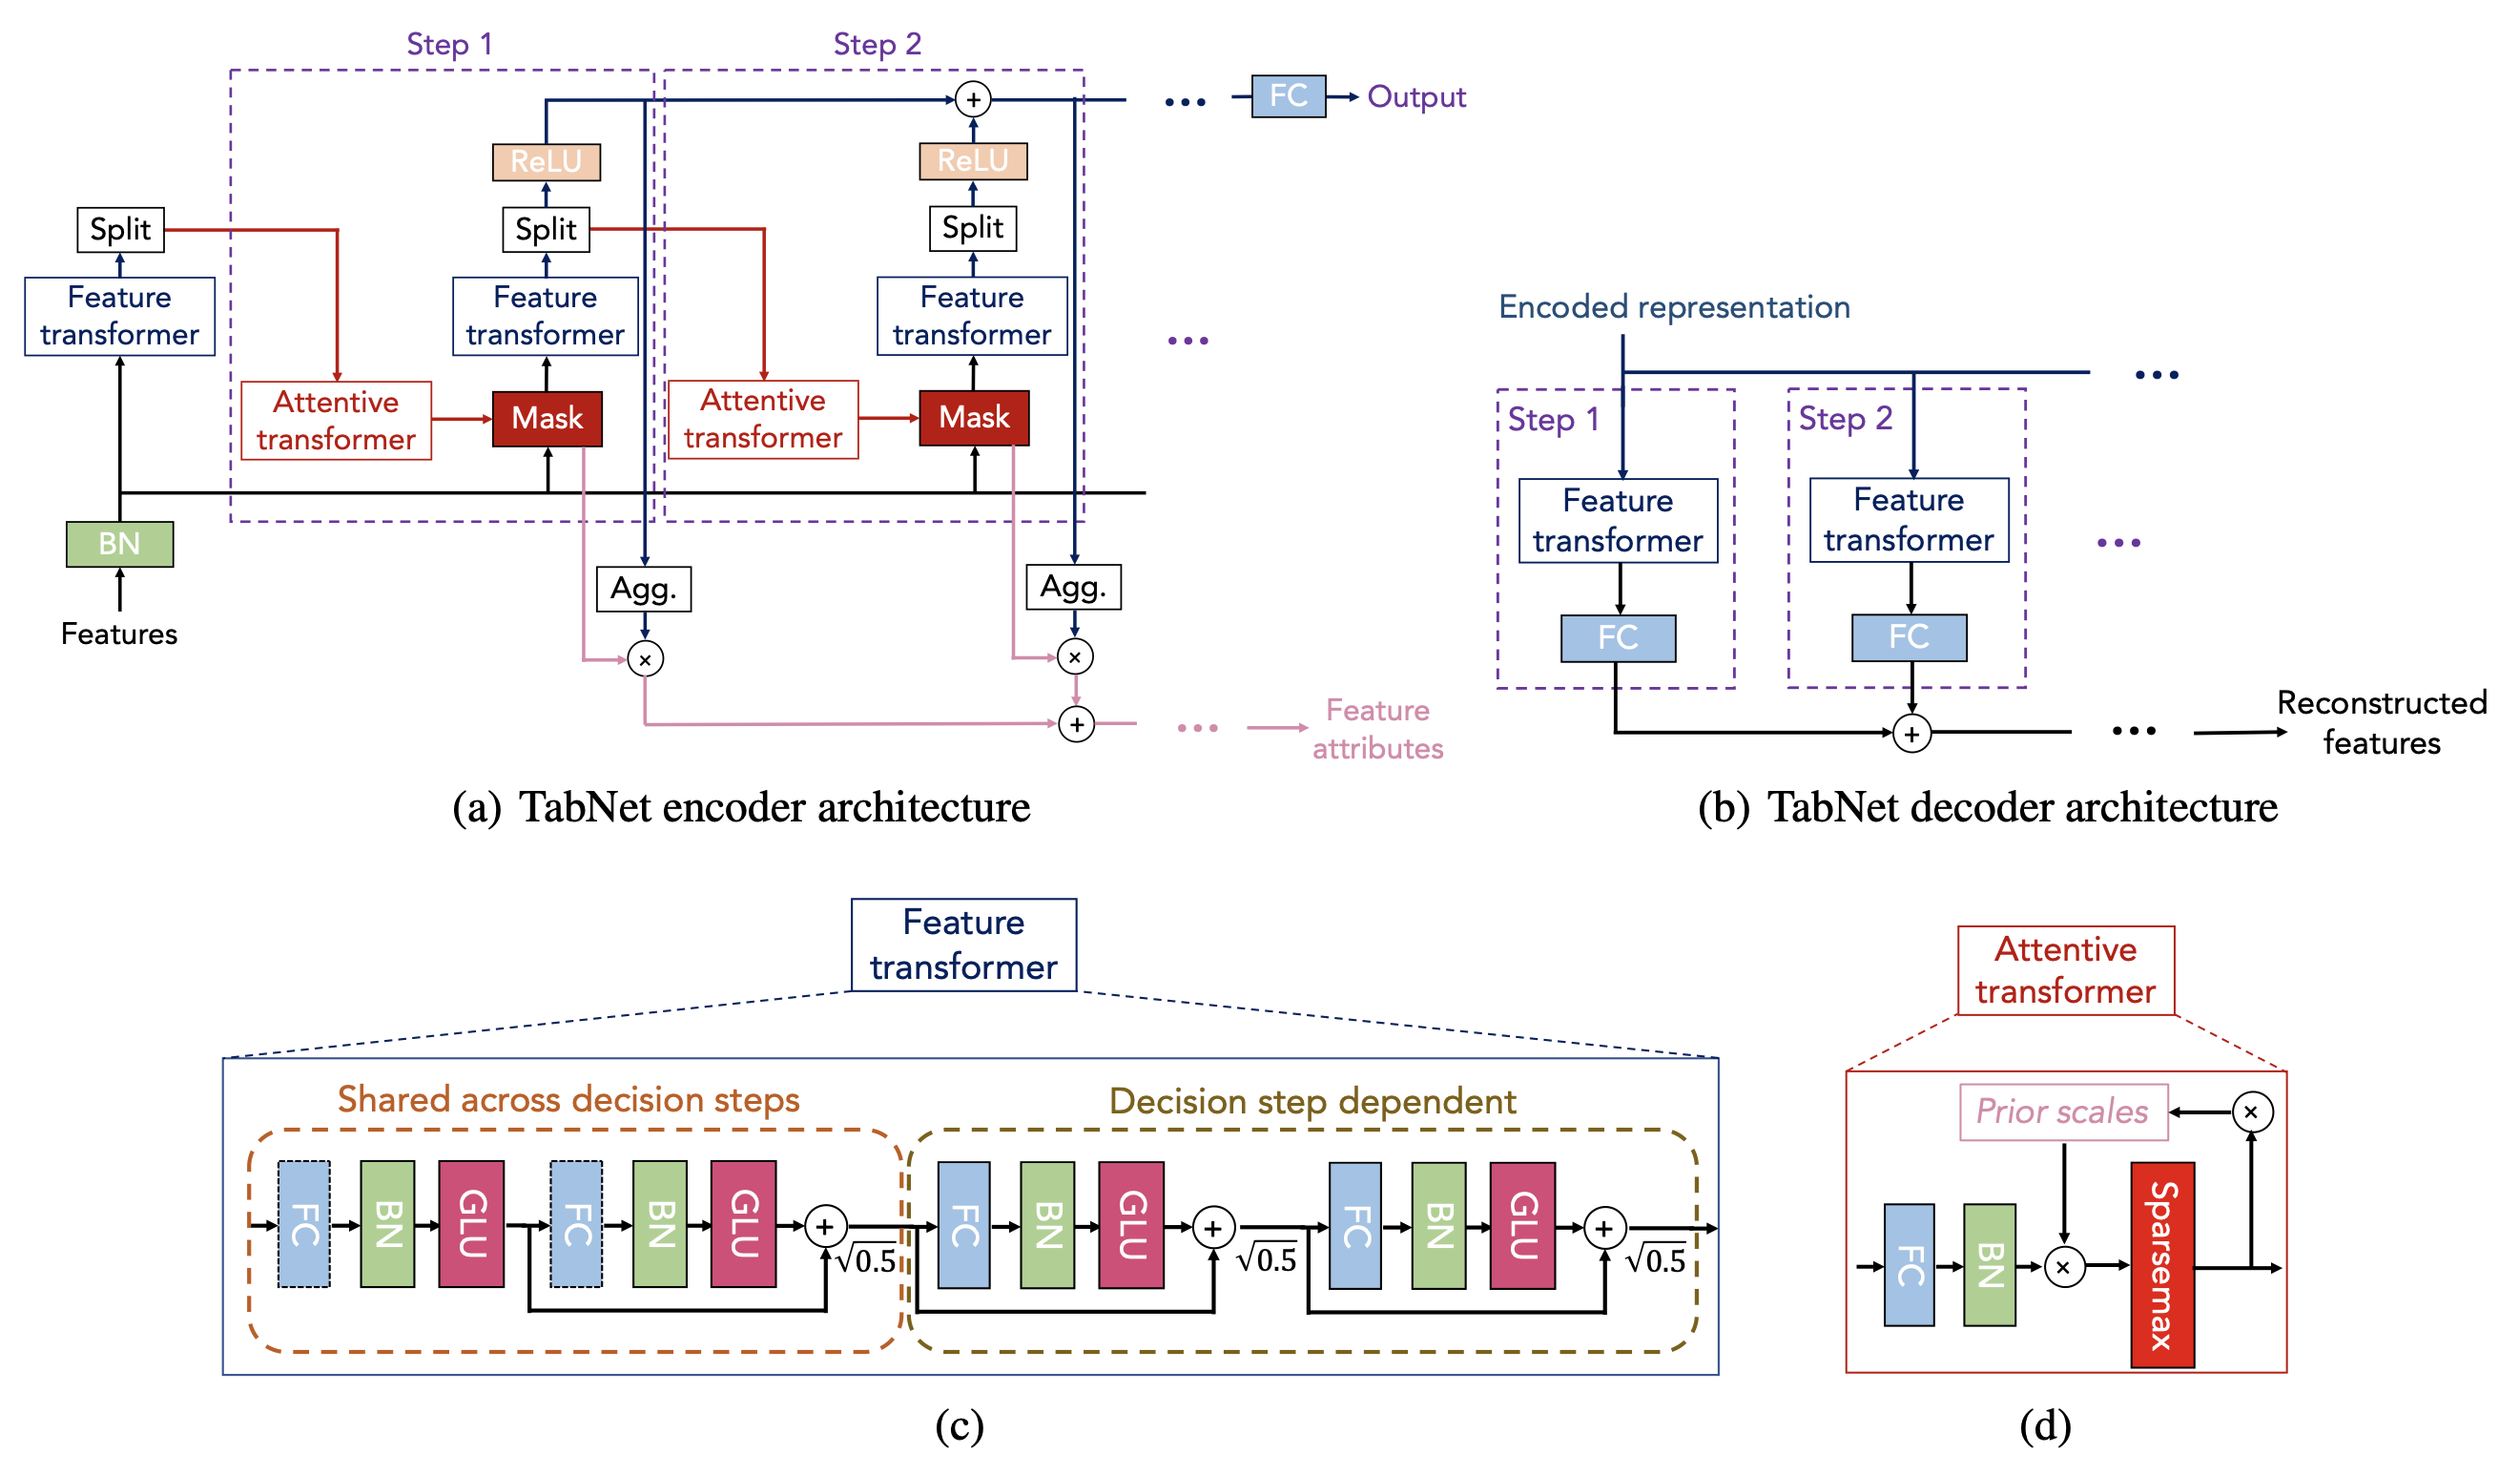 Step 1
Step 2
FC
Output
ReLU
ReLU
Split
Split
Split
Feature
transformer
Feature
transformer
Feature
transformer
Attentive
transformer
Mask
Attentive
transformer
Mask
BN
Features
Agg.
Agg.
Feature
attributes
(a) TabNet encoder architecture
Encoded representation
Step 1
Step 2
Feature
transformer
Feature
transformer
FC
FC
Reconstructed
features
(b) TabNet decoder architecture
Feature
transformer
Shared across decision steps
Decision step dependent
FC
BN
GLU
FC
BN
GLU
√0.5
FC
BN
GLU
√0.5
FC
BN
GLU
√0.5
(c)
Attentive
transformer
Prior scales
FC
BN
Sparsemax
(d)